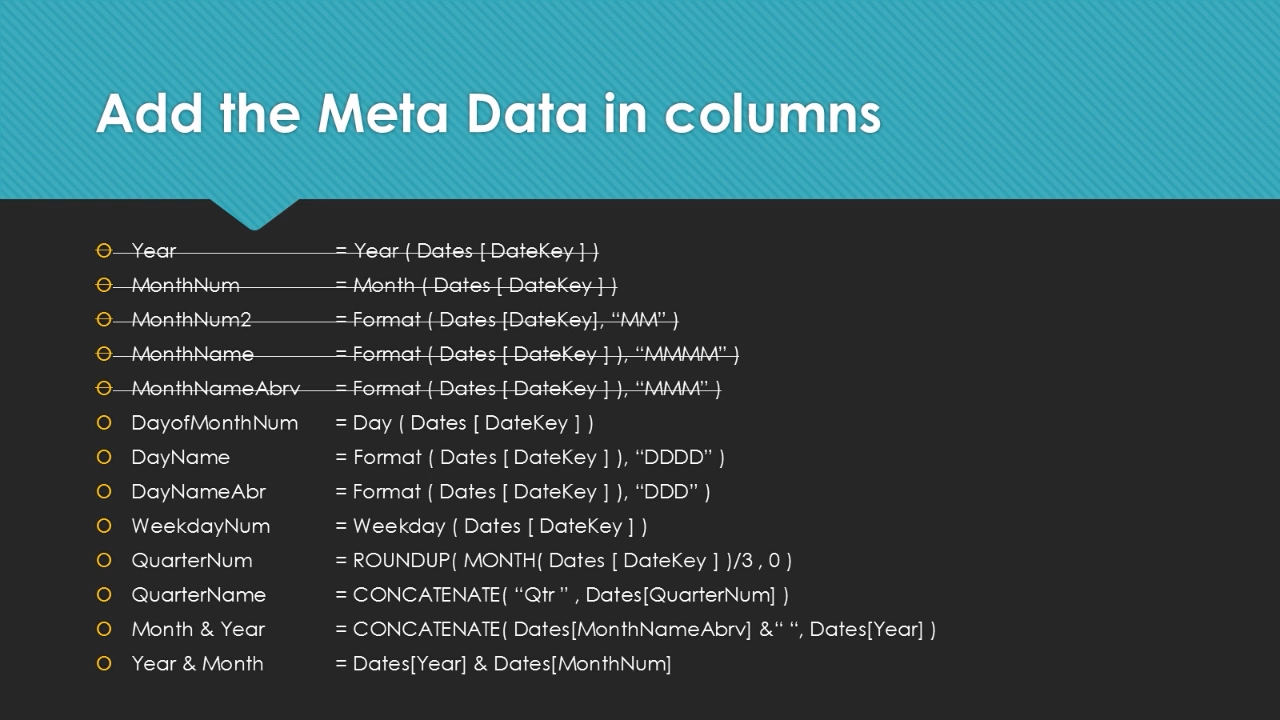 Add the Meta Data in columns
Year = Year ( Dates [ DateKey ] )
MonthNum = Month ( Dates [ DateKey ] )
MonthNum2 = Format ( Dates [DateKey], “MM” )
MonthName = Format ( Dates [ DateKey ] ), “MMMM” )
MonthNameAbrv = Format ( Dates [ DateKey ] ), “MMM” )
DayofMonthNum = Day ( Dates [ DateKey ] )
DayName = Format ( Dates [ DateKey ] ), “DDDD” )
DayNameAbr = Format ( Dates [ DateKey ] ), “DDD” )
WeekdayNum = Weekday ( Dates [ DateKey ] )
QuarterNum = ROUNDUP( MONTH( Dates [ DateKey ] )/3 , 0 )
QuarterName = CONCATENATE( “Qtr ” , Dates[QuarterNum] )
Month & Year = CONCATENATE( Dates[MonthNameAbrv] &“ “, Dates[Year] )
Year & Month = Dates[Year] & Dates[MonthNum]